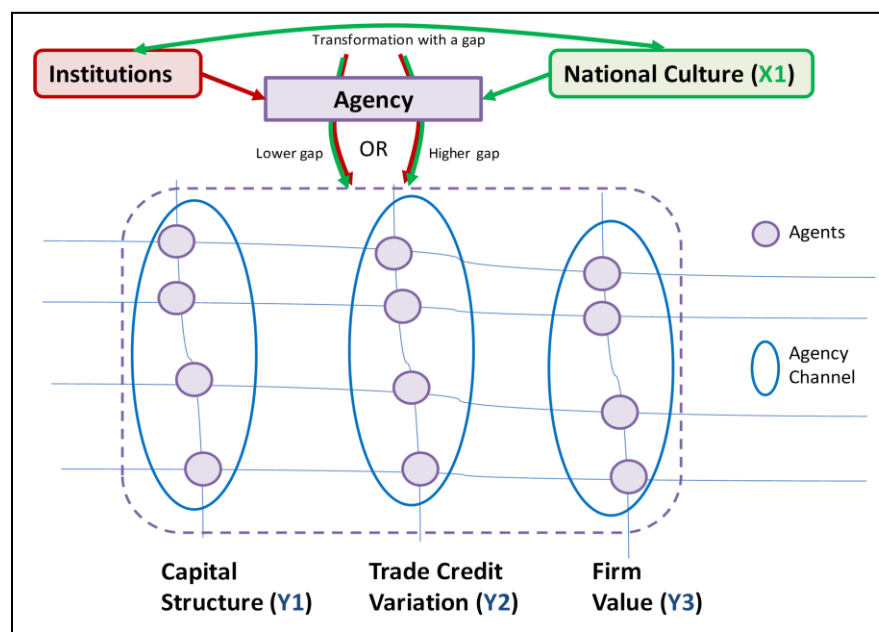 Transformation with a gap
Institutions
National Culture (X1)
Agency
Lower gap
OR
Higher gap
Agents
Agency
Channel
Capital
Structure (Y1)
Trade Credit
Variation (Y2)
Firm
Value (Y3)